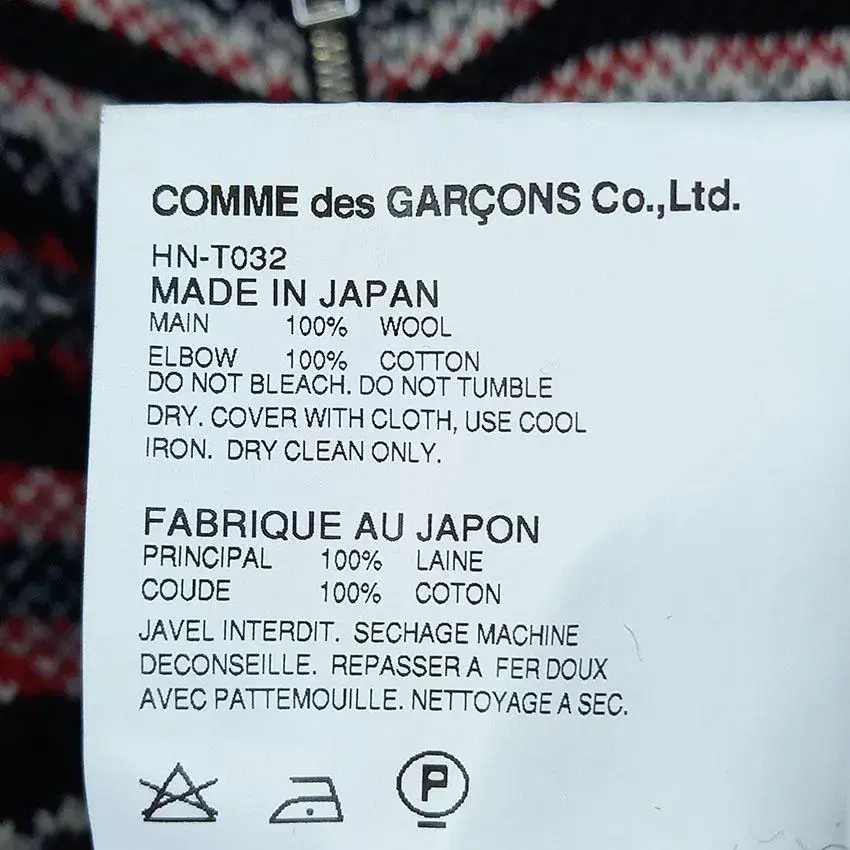 COMME des GARÇONS Co.,Ltd.
HN-T032
MADE IN JAPAN
MAIN 100% WOOL
ELBOW 100% COTTON
DO NOT BLEACH. DO NOT TUMBLE
DRY. COVER WITH CLOTH, USE COOL
IRON. DRY CLEAN ONLY.
FABRIQUE AU JAPON
PRINCIPAL 100% LAINE
COUDE 100% COTON
JAVEL INTERDIT. SECHAGE MACHINE
DECONSEILLE. REPASSER A FER DOUX
AVEC PATTEMOUILLE. NETTOYAGE A SEC.
P